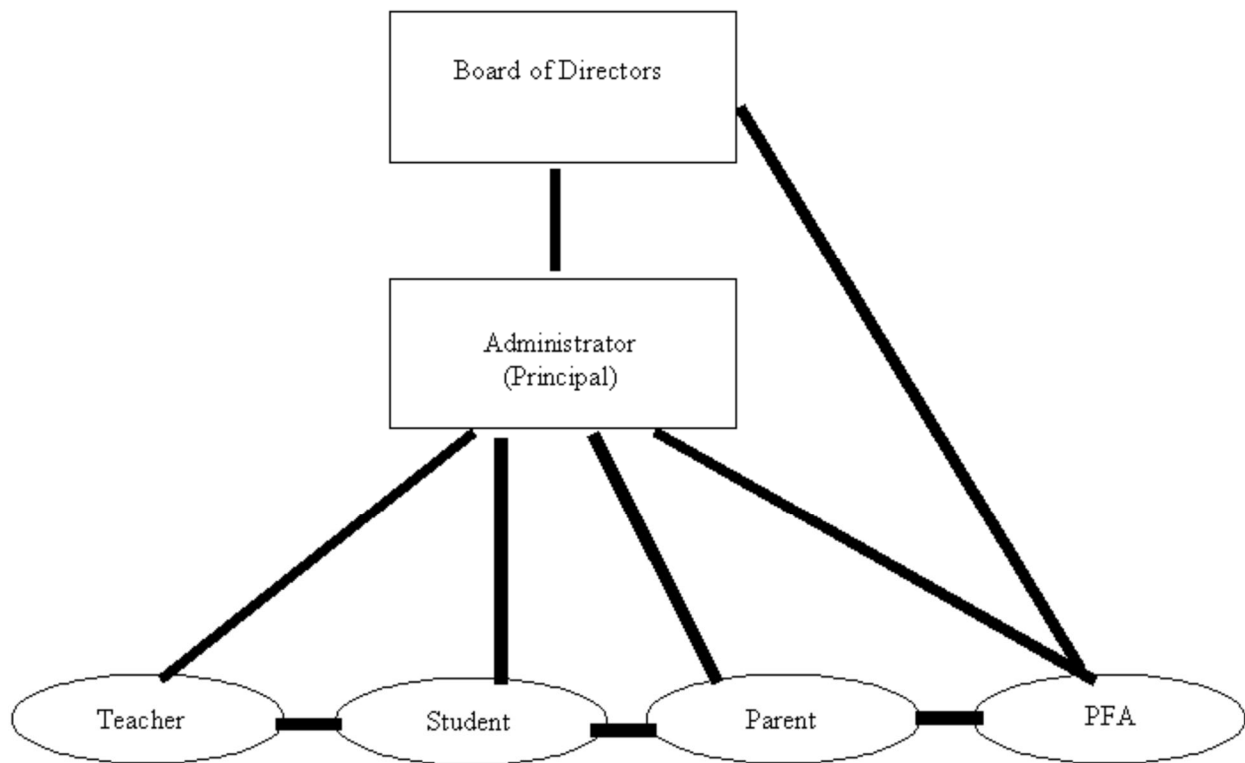 Board of Directors
Administrator
(Principal)
Teacher
Student
Parent
PFA